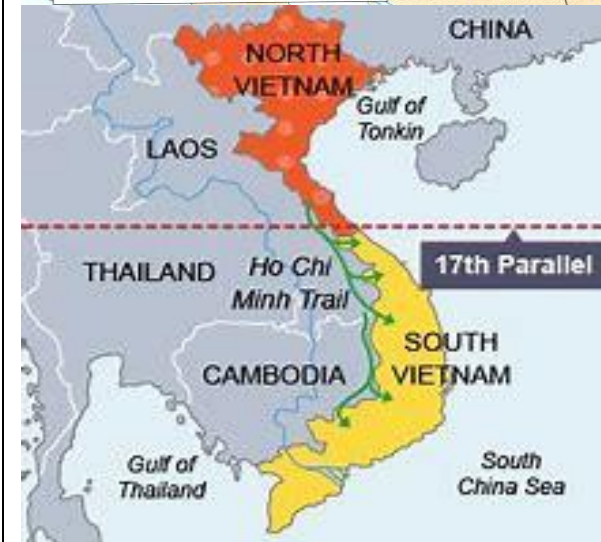 CHINA
NORTH
VIETNAM
Gulf of
Tonkin
LAOS
17th Parallel
THAILAND
Ho Chi
Minh Trail
SOUTH
VIETNAM
CAMBODIA
Gulf of
Thailand
South
China Sea